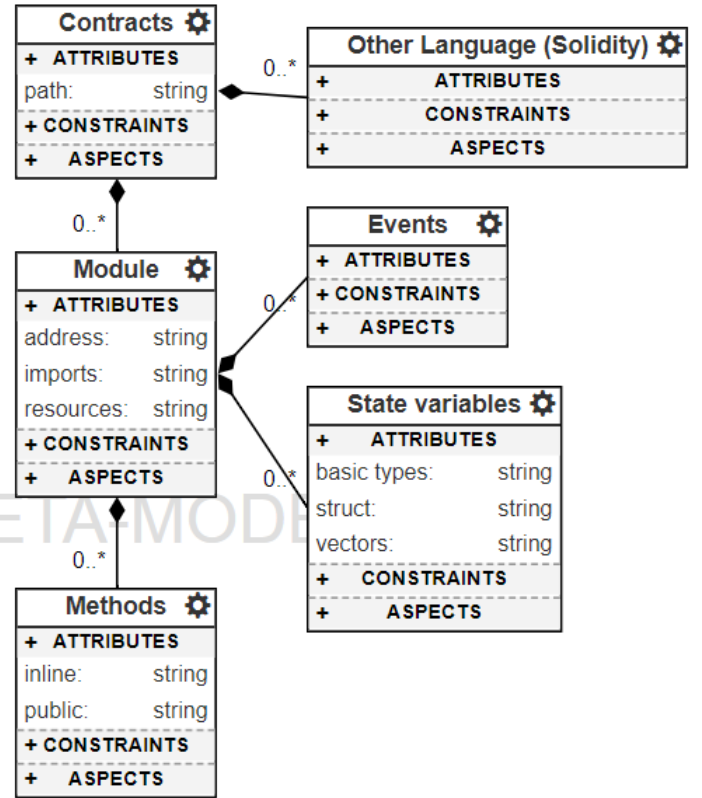 Contracts
+ ATTRIBUTES
path: string
+ CONSTRAINTS
+ ASPECTS
0..*
Other Language (Solidity)
+ ATTRIBUTES
+ CONSTRAINTS
+ ASPECTS
0..*
Module
+ ATTRIBUTES
address: string
imports: string
resources: string
+ CONSTRAINTS
+ ASPECTS
0..*
Events
+ ATTRIBUTES
+ CONSTRAINTS
+ ASPECTS
0..*
State variables
+ ATTRIBUTES
basic types: string
struct: string
vectors: string
+ CONSTRAINTS
+ ASPECTS
ETA-MODE
0..*
Methods
+ ATTRIBUTES
inline: string
public: string
+ CONSTRAINTS
+ ASPECTS